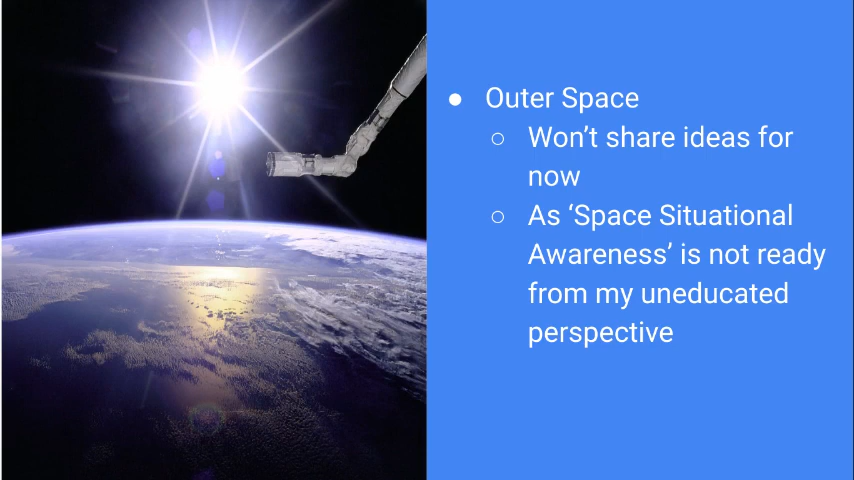 ● Outer Space
○ Won’t share ideas for
now
○ As ‘Space Situational
Awareness’ is not ready
from my uneducated
perspective